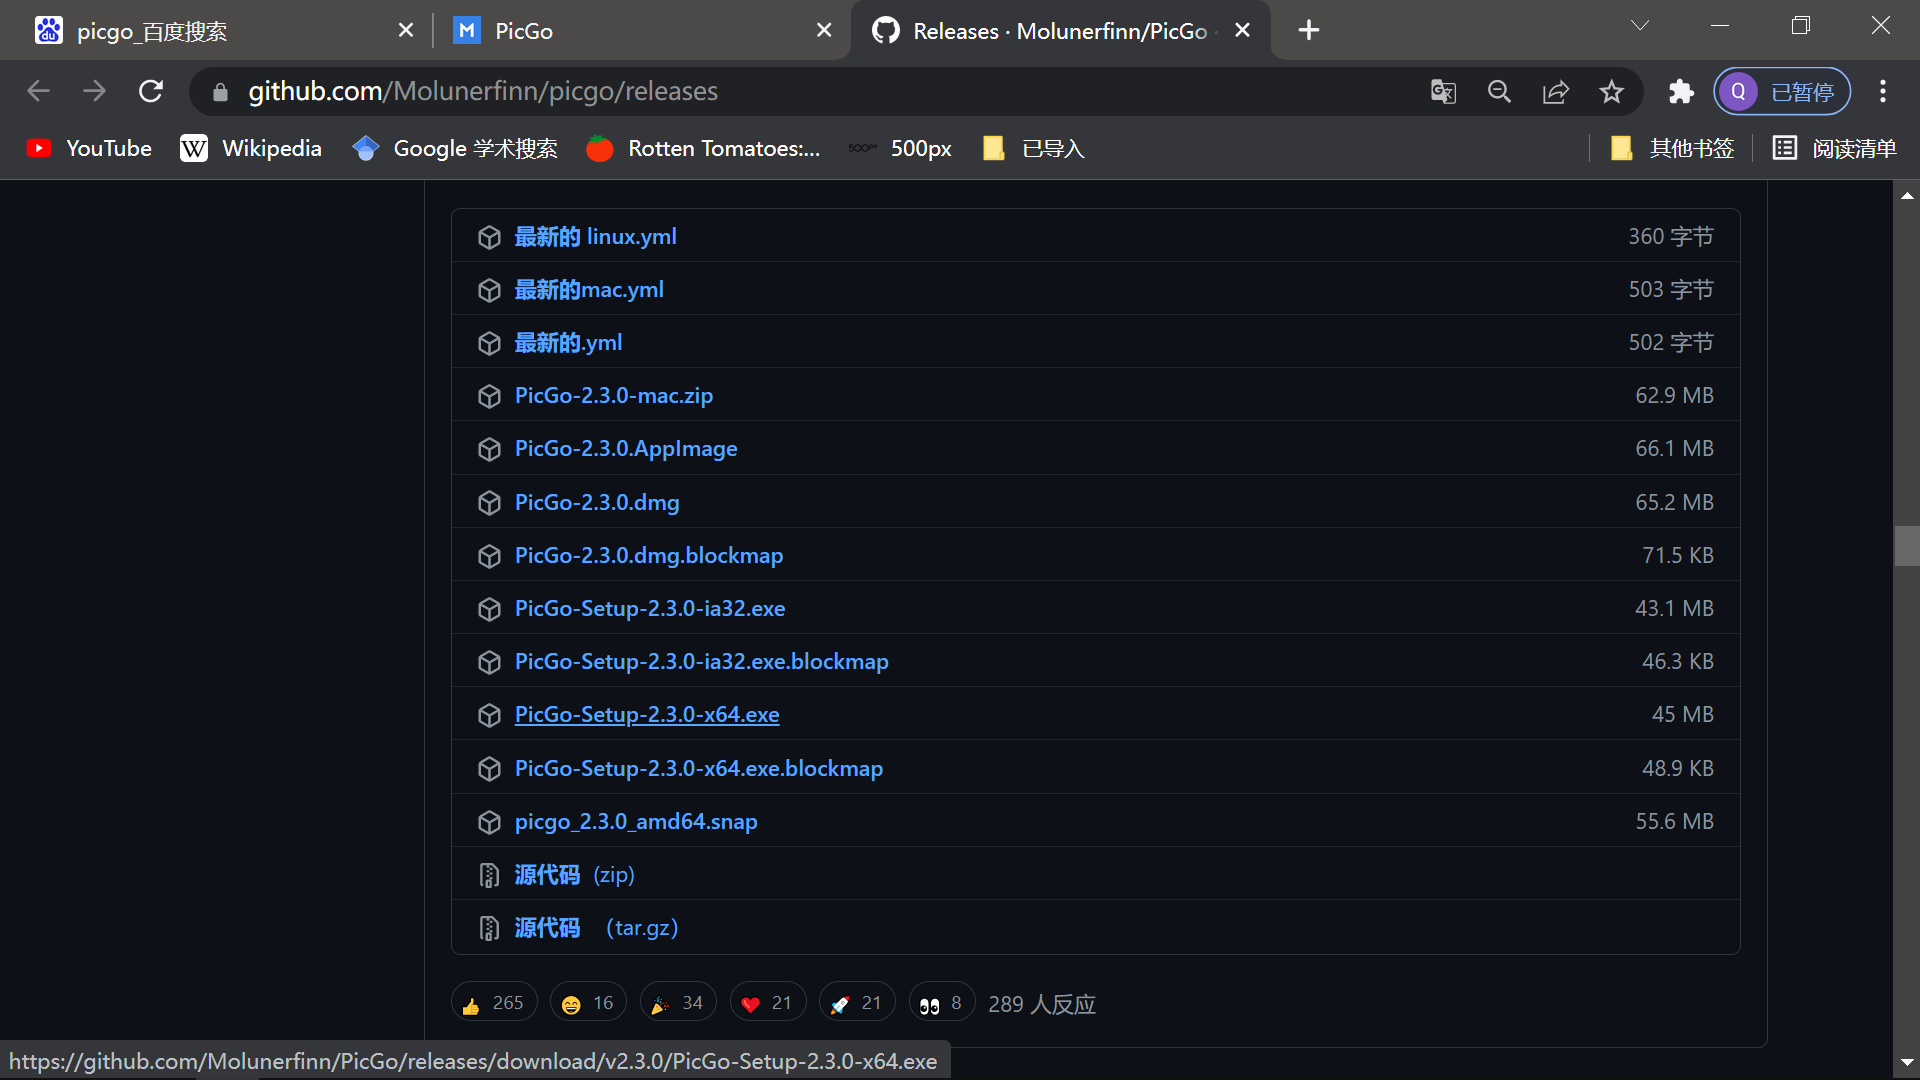 picgo_百度搜索
PicGo
Releases · Molunerfinn/PicGo ·
github.com/Molunerfinn/picgo/releases
Q 已暂停
YouTube
W Wikipedia
Google 学术搜索
Rotten Tomatoes:...
500px 500px
已导入
其他书签
阅读清单
最新的 linux.yml 360 字节
最新的mac.yml 503 字节
最新的.yml 502 字节
PicGo-2.3.0-mac.zip 62.9 MB
PicGo-2.3.0.AppImage 66.1 MB
PicGo-2.3.0.dmg 65.2 MB
PicGo-2.3.0.dmg.blockmap 71.5 KB
PicGo-Setup-2.3.0-ia32.exe 43.1 MB
PicGo-Setup-2.3.0-ia32.exe.blockmap 46.3 KB
PicGo-Setup-2.3.0-x64.exe 45 MB
PicGo-Setup-2.3.0-x64.exe.blockmap 48.9 KB
picgo_2.3.0_amd64.snap 55.6 MB
源代码 (zip)
源代码 （tar.gz）
265 16 34 21 21 8 289 人反应
https://github.com/Molunerfinn/PicGo/releases/download/v2.3.0/PicGo-Setup-2.3.0-x64.exe